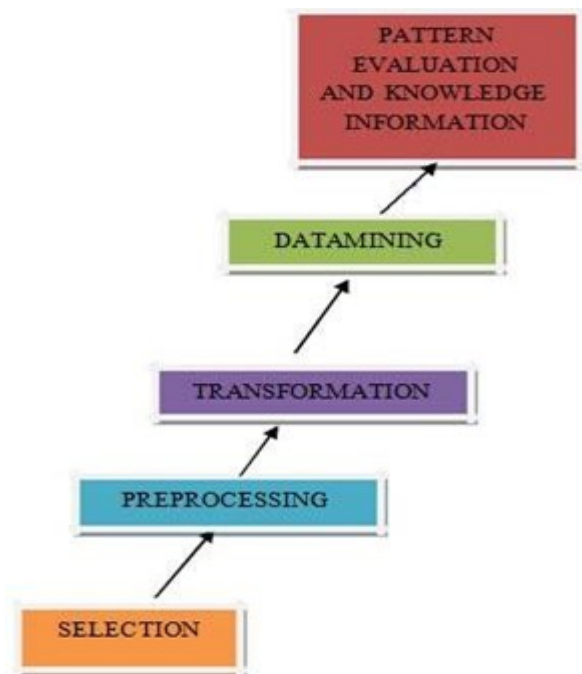 PATTERN
EVALUATION
AND KNOWLEDGE
INFORMATION
DATAMINING
TRANSFORMATION
PREPROCESSING
SELECTION